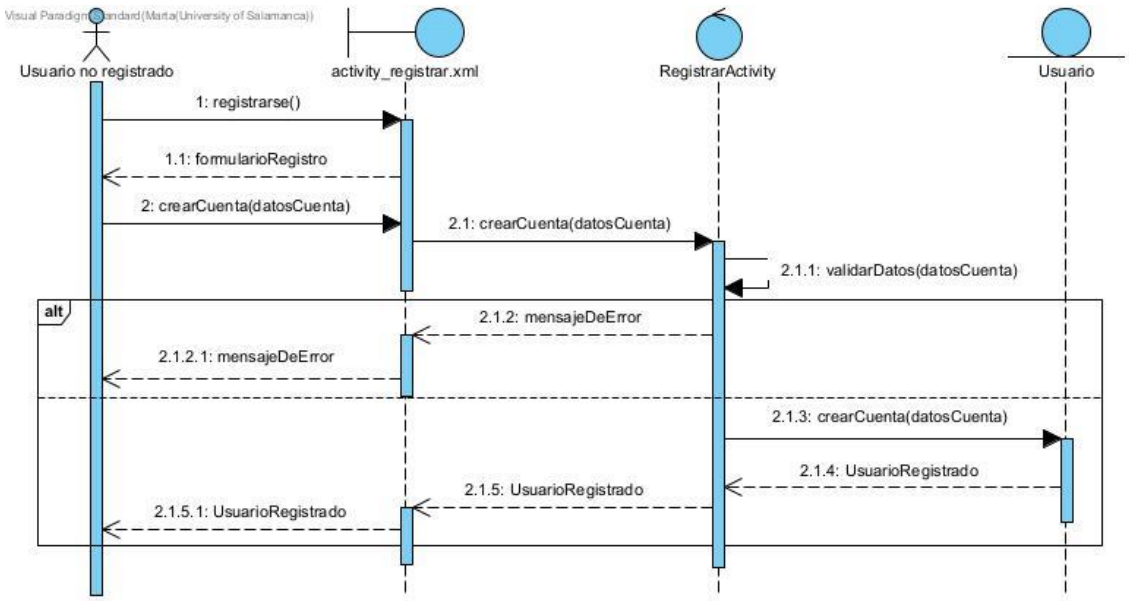 Visual Paradigm Standard(Marta(University of Salamanca))
Usuario no registrado
activity_registrar.xml
RegistrarActivity
Usuario
1: registrarse()
1.1: formularioRegistro
2: crearCuenta(datosCuenta)
2.1: crearCuenta(datosCuenta)
2.1.1: validarDatos(datosCuenta)
alt
2.1.2: mensajeDeError
2.1.2.1: mensajeDeError
2.1.3: crearCuenta(datosCuenta)
2.1.4: UsuarioRegistrado
2.1.5: UsuarioRegistrado
2.1.5.1: UsuarioRegistrado